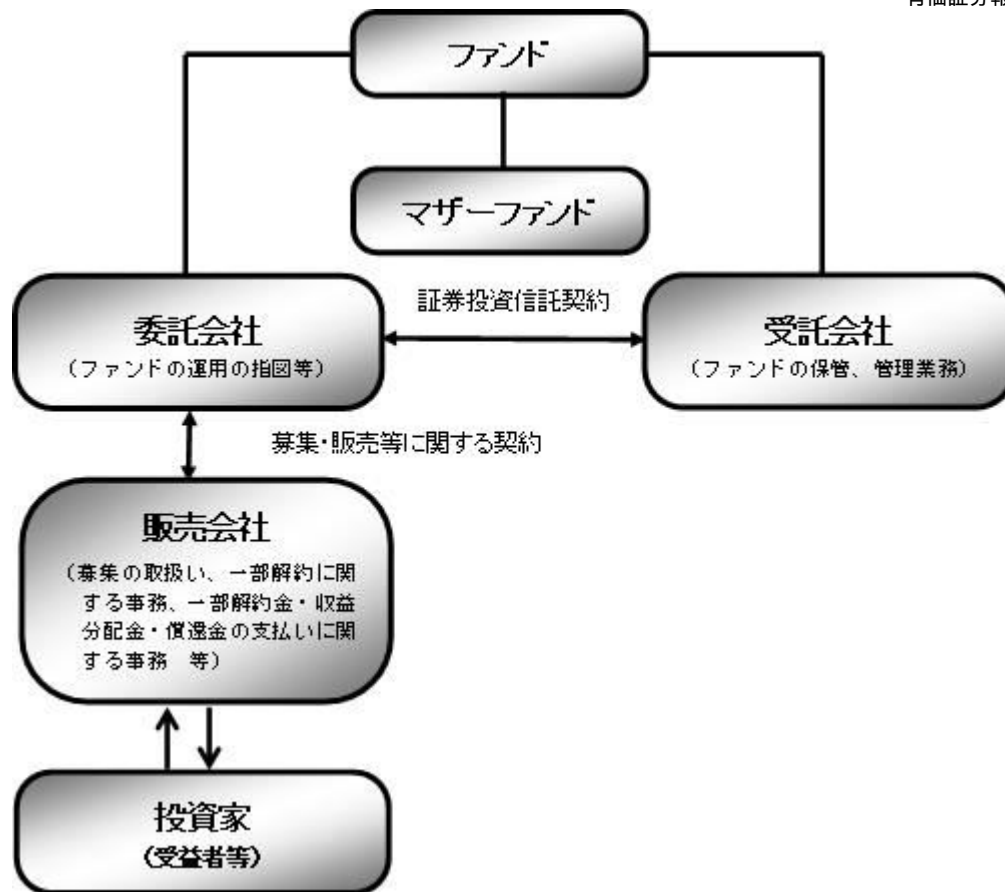 ファンド
マザーファンド
証券投資信託契約
委託会社
（ファンドの運用の指図等）
受託会社
（ファンドの保管、管理業務）
募集・販売等に関する契約
販売会社
（募集の取扱い、一部解約に関
する事務、一部解約金・収益
分配金・償還金の支払いに関
する事務　等）
投資家
（受益者等）